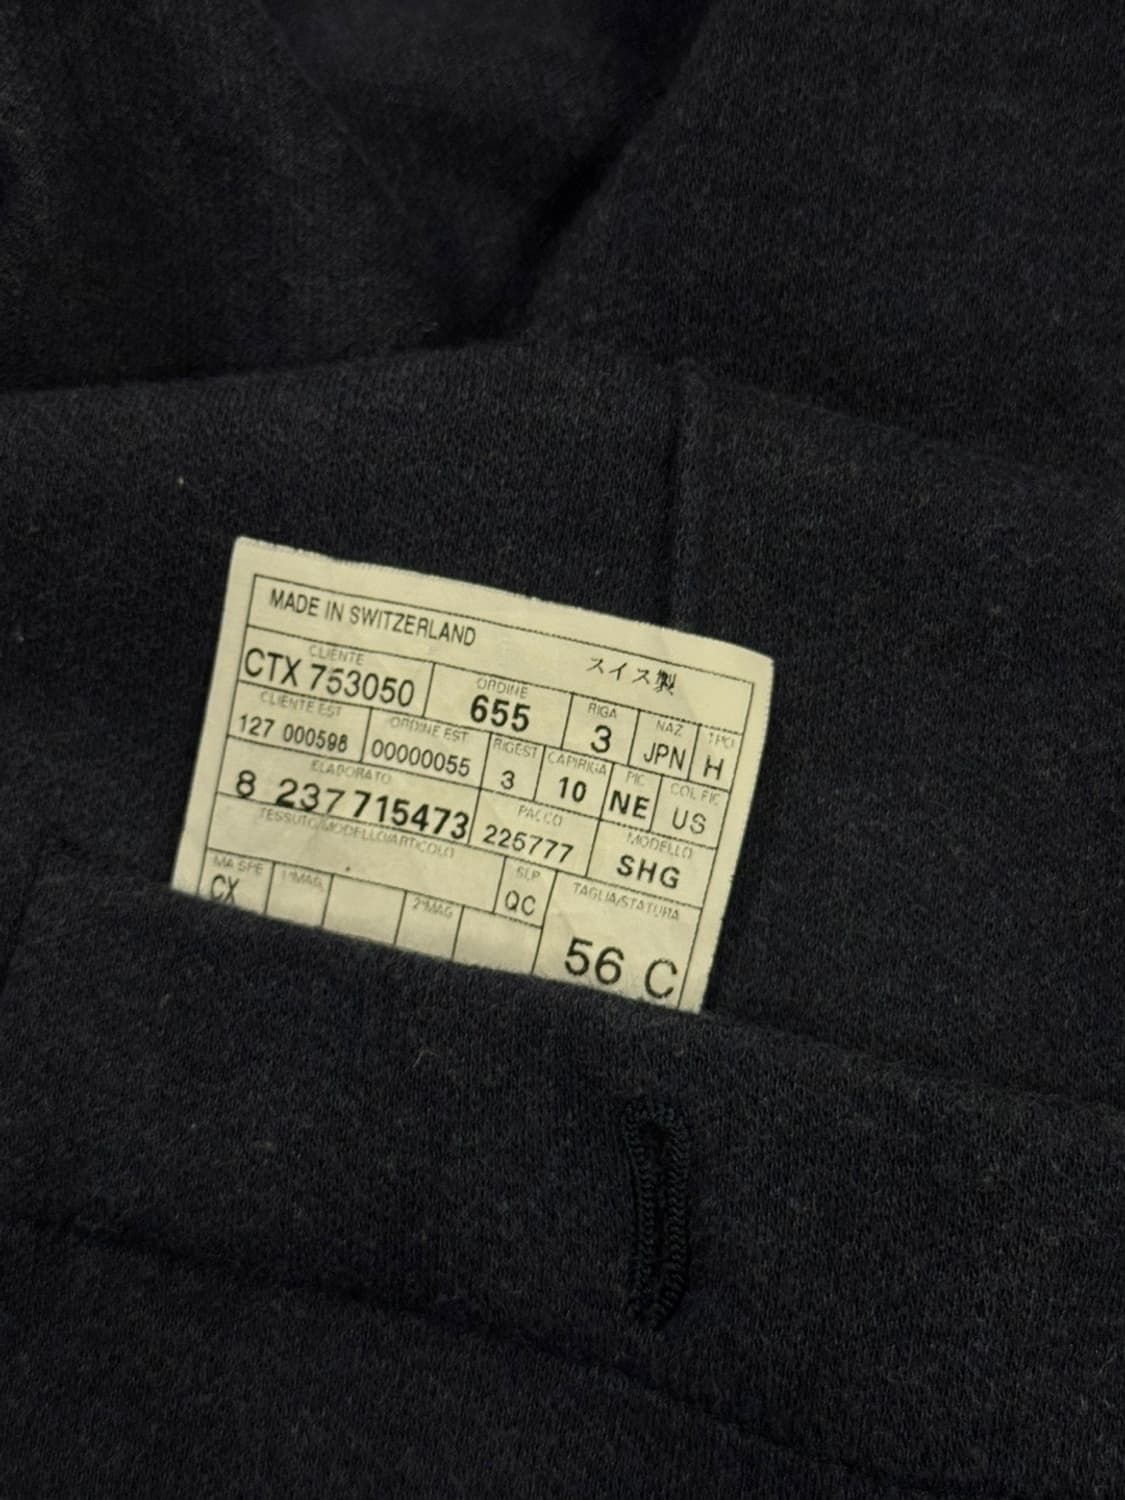 MADE IN SWITZERLAND スイス製
CLIENTE ORDINE RIGA NAZ TPO
CTX 753050 655 3 JPN H
CLIENTE EST ORDINE EST RIGEST CAPIRIGA PIC COL FIC
127 000598 00000055 3 10 NE US
ELABORATO PACCO MODELLO
8 237 715473 225777 SHG
TESSUTO/MODELLO/ARTICOLO SLP TAGLIA/STATURA
QC 56 C
MA SPE 1°MAG 2°MAG
CX